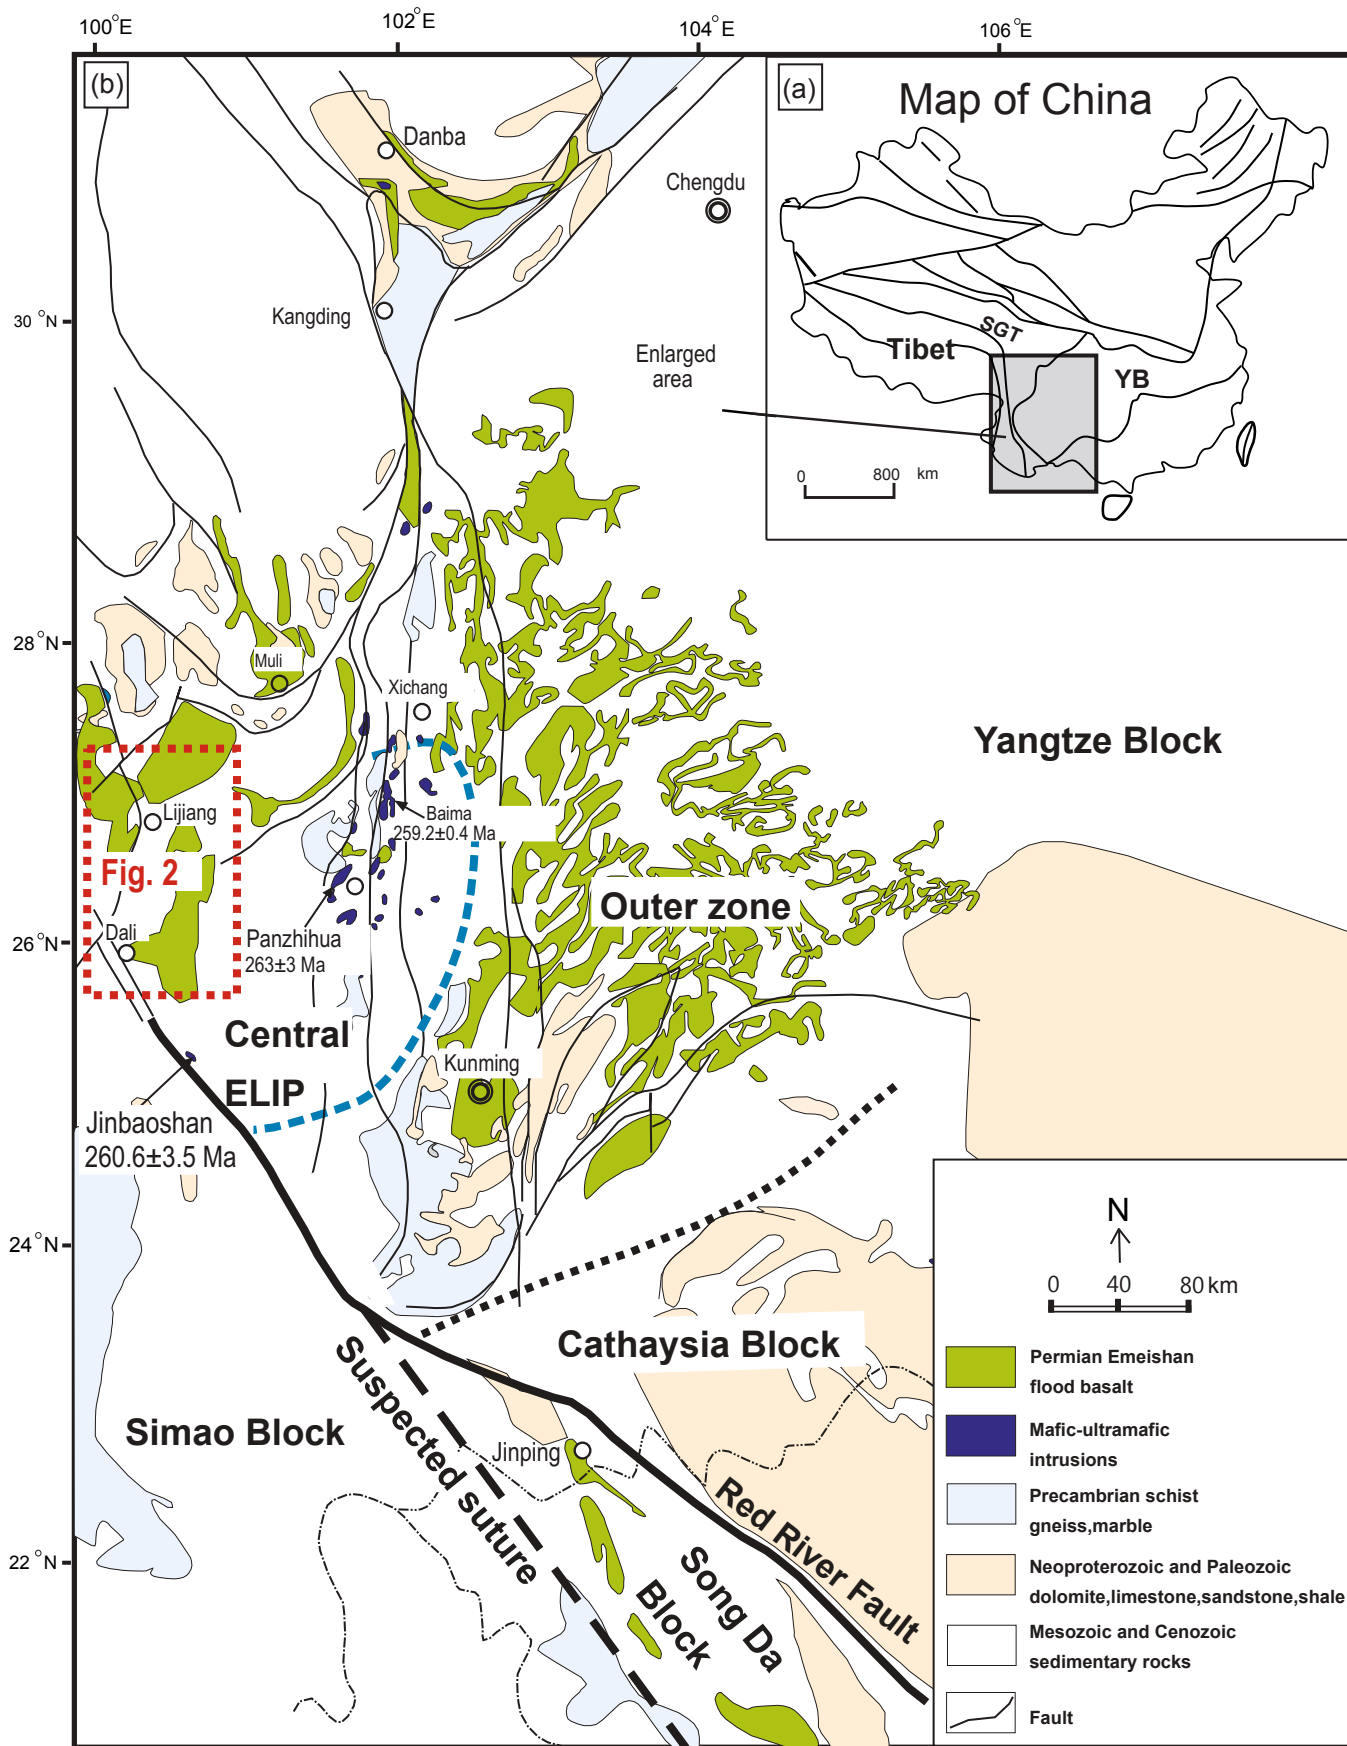 100°E
102°E
104°E
106°E
(b)
(a)
Map of China
Danba
Chengdu
Kangding
30°N
SGT
Tibet
YB
Enlarged
area
0 800 km
28°N
Muli
Xichang
Yangtze Block
Baima
259.2±0.4 Ma
Lijiang
Fig. 2
Outer zone
Dali
26°N
Panzhihua
263±3 Ma
Central
ELIP
Kunming
Jinbaoshan
260.6±3.5 Ma
24°N
N
0 40 80 km
Cathaysia Block
Suspected suture
Simao Block
Jinping
Red River Fault
22°N
Song Da
Block
Permian Emeishan
flood basalt
Mafic-ultramafic
intrusions
Precambrian schist
gneiss,marble
Neoproterozoic and Paleozoic
dolomite,limestone,sandstone,shale
Mesozoic and Cenozoic
sedimentary rocks
Fault